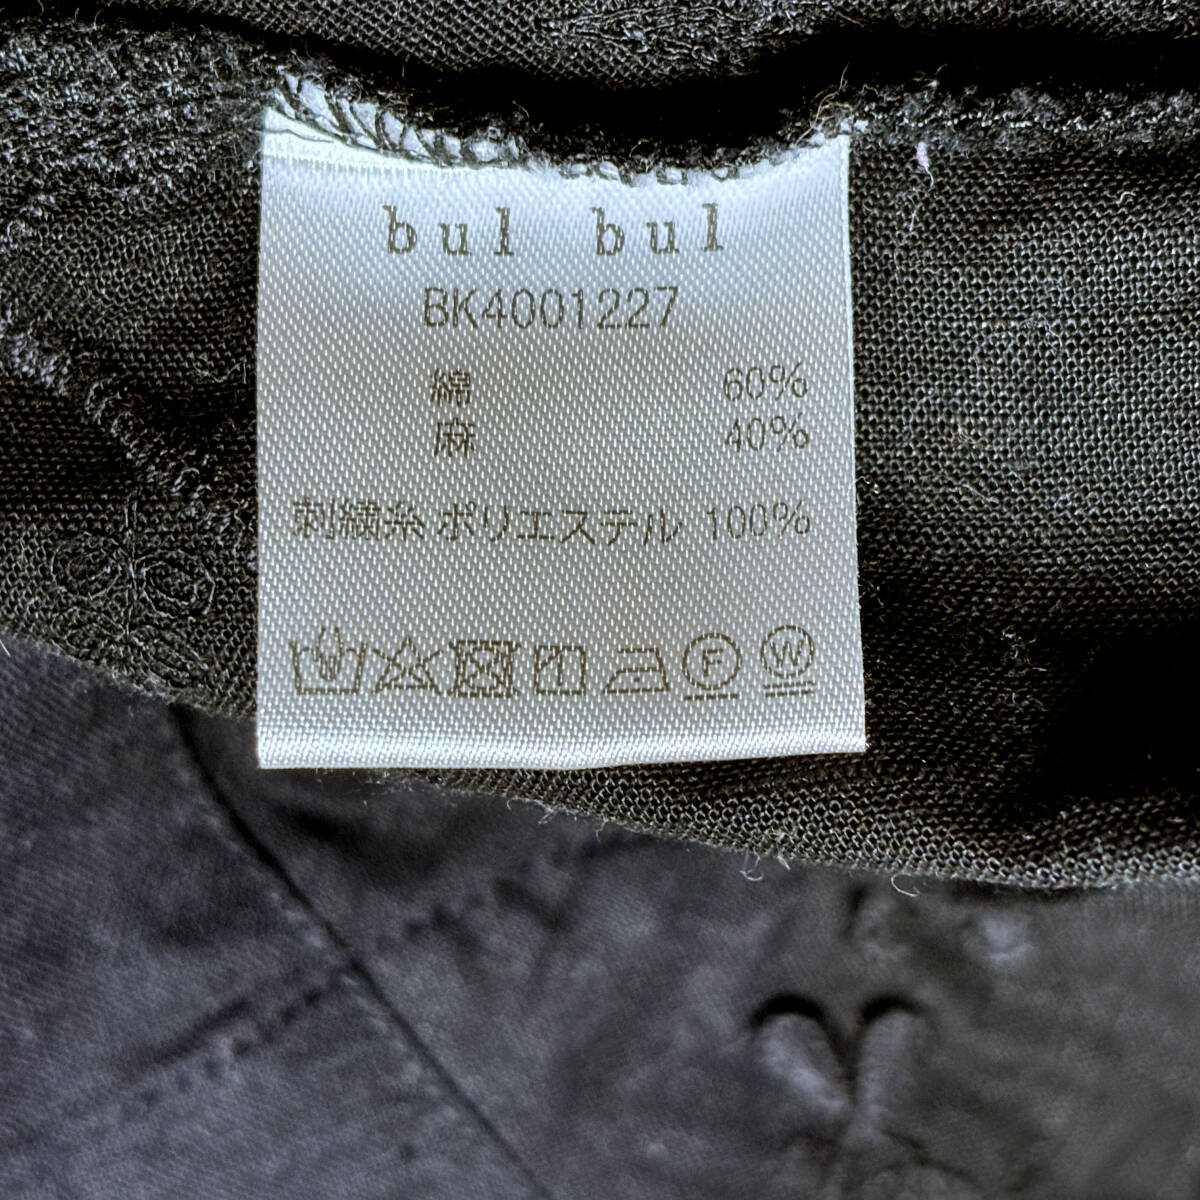 bul bul
BK4001227
綿 60%
麻 40%
刺繍糸 ポリエステル 100%
F W